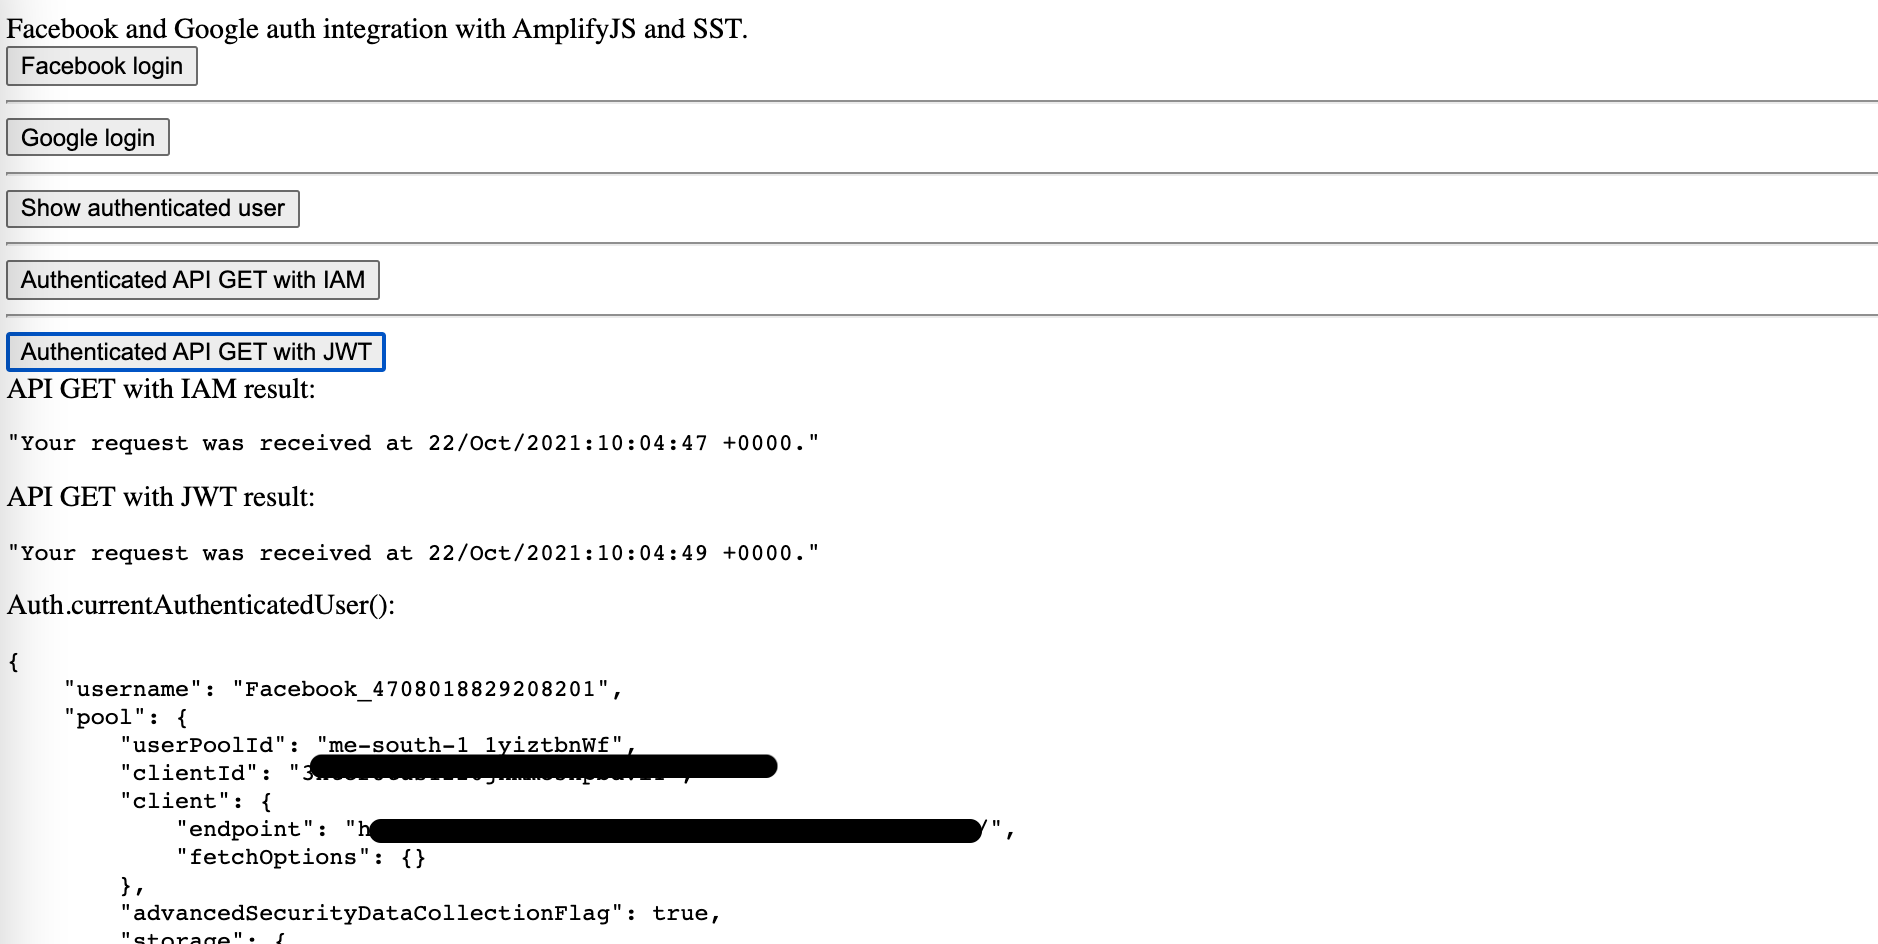 Facebook and Google auth integration with AmplifyJS and SST.
Facebook login
Google login
Show authenticated user
Authenticated API GET with IAM
Authenticated API GET with JWT
API GET with IAM result:
"Your request was received at 22/Oct/2021:10:04:47 +0000."
API GET with JWT result:
"Your request was received at 22/Oct/2021:10:04:49 +0000."
Auth.currentAuthenticatedUser():
{
"username": "Facebook_4708018829208201",
"pool": {
"userPoolId": "me-south-1_1yiztbnWf",
"clientId": "3
"client": {
"endpoint": "h /",
"fetchOptions": {}
},
"advancedSecurityDataCollectionFlag": true,
"storage": {